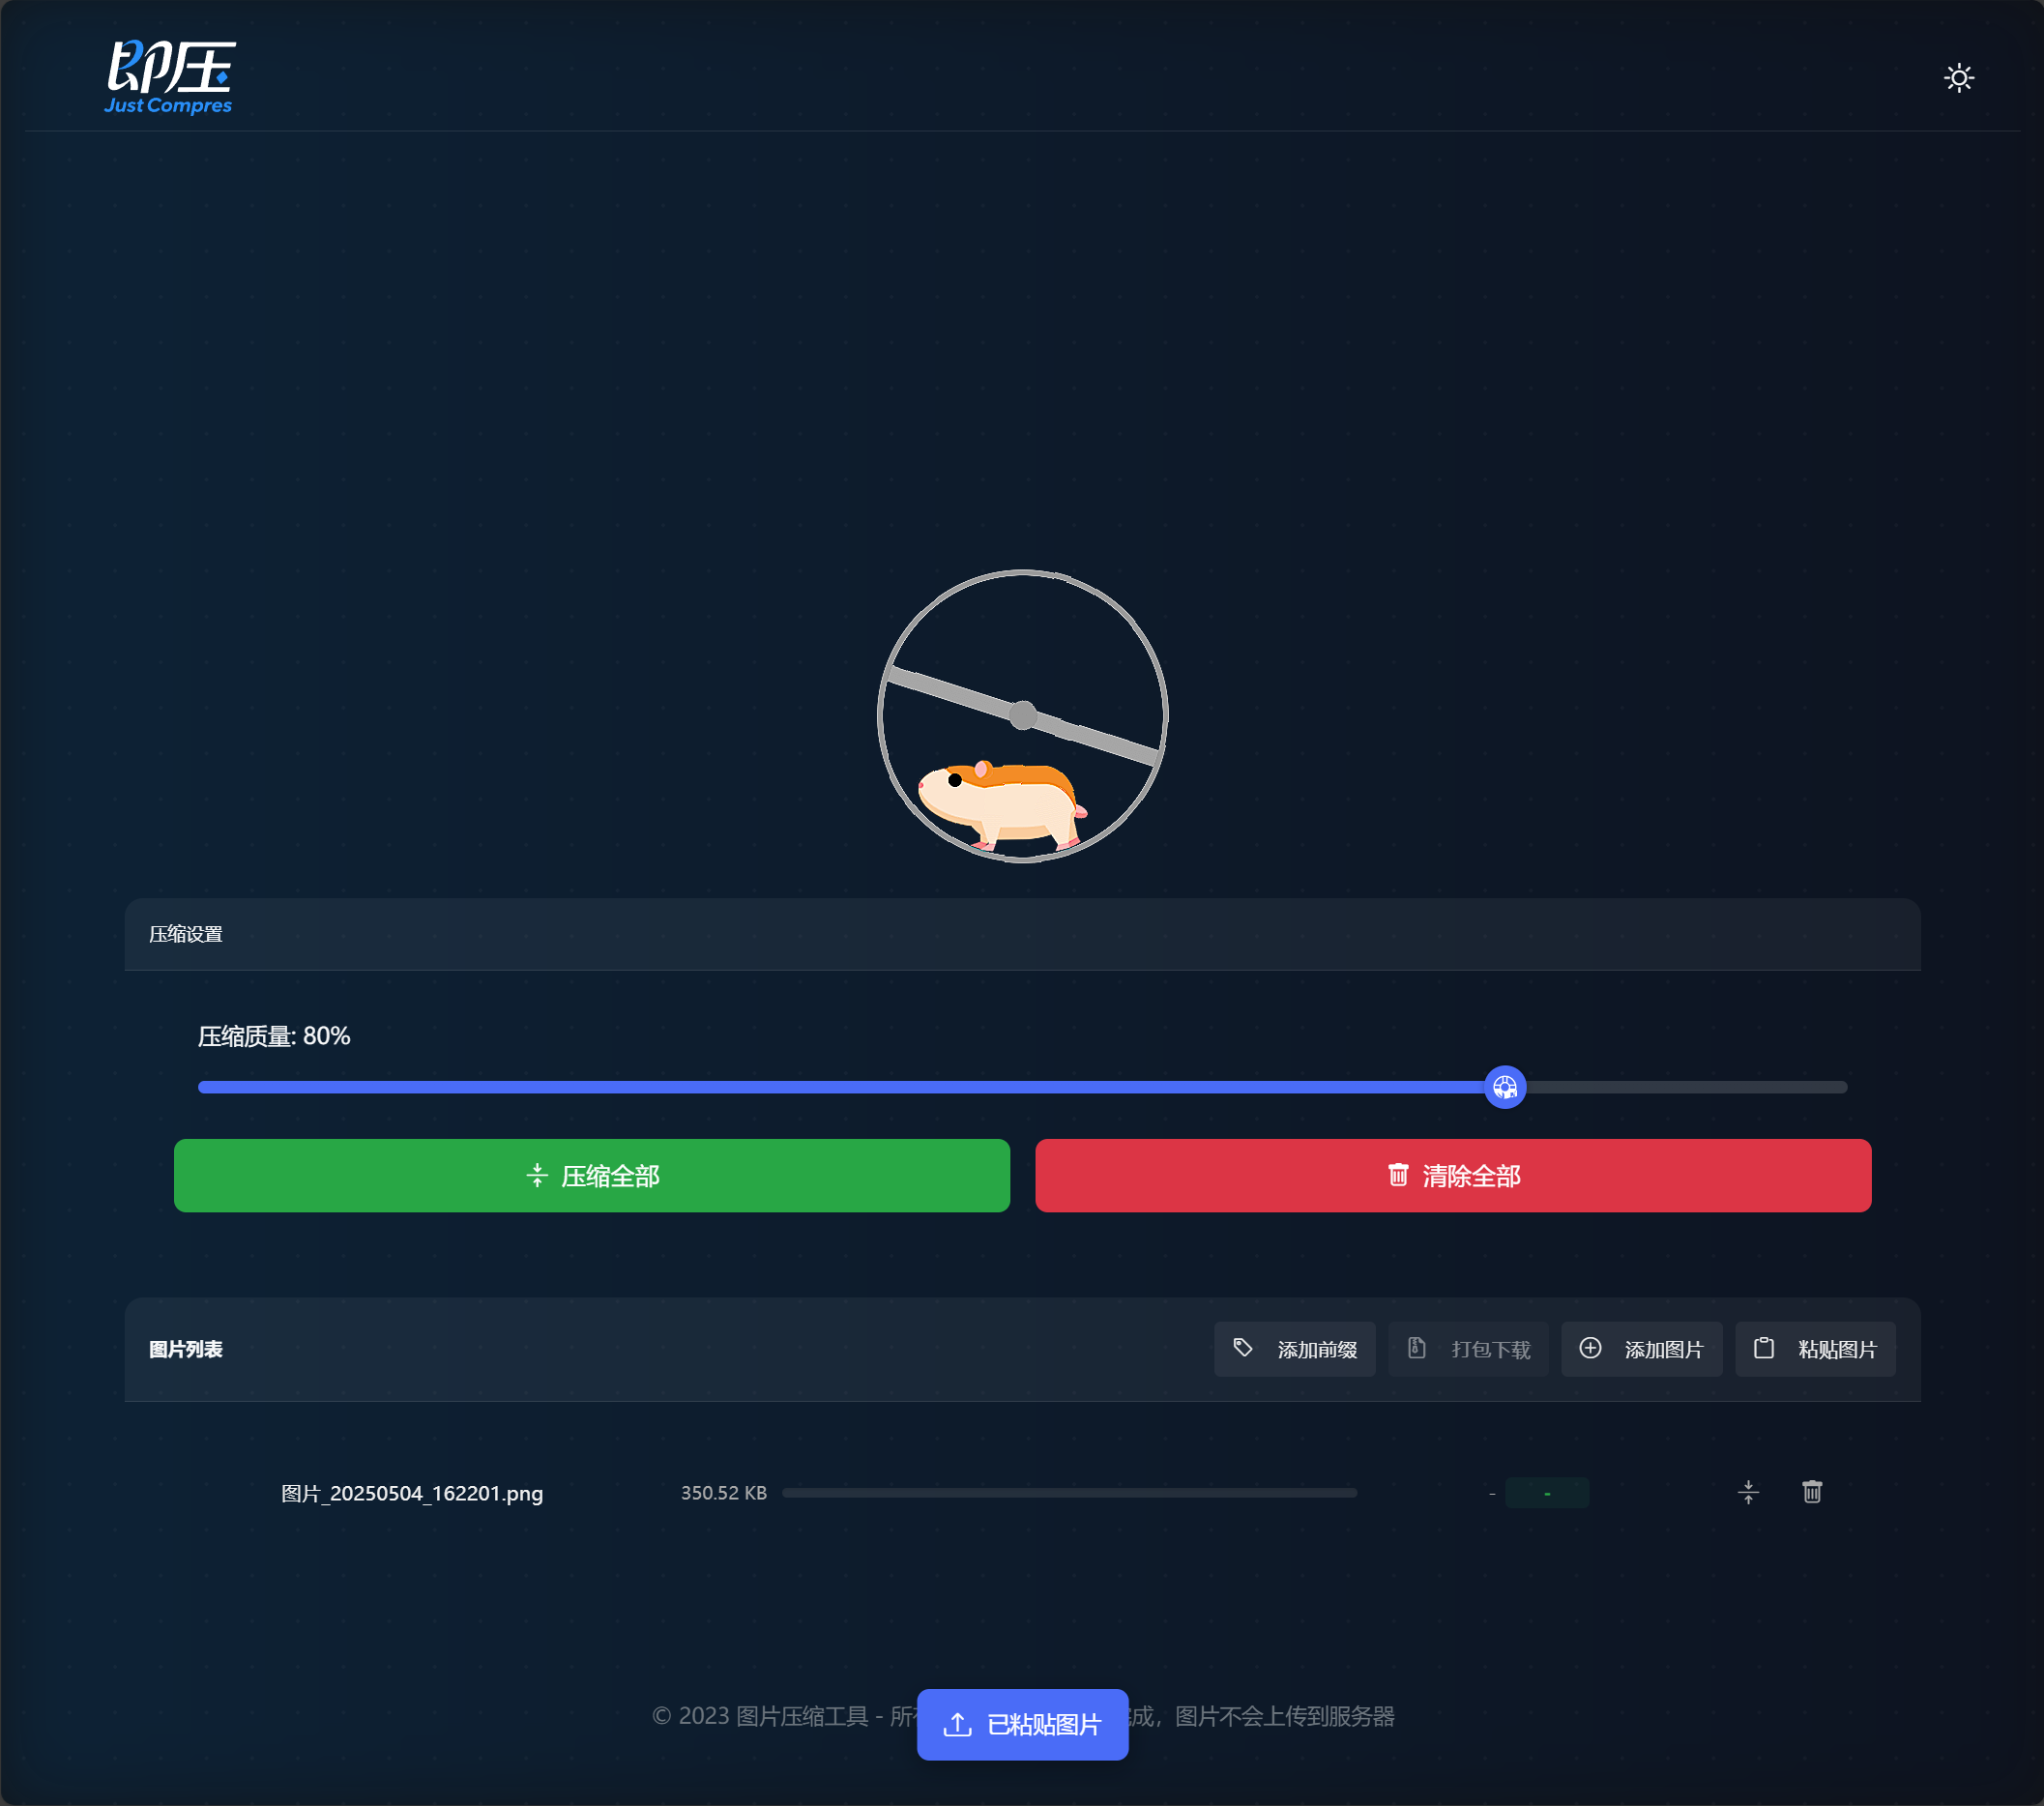 即压
Just Compres
压缩设置
压缩质量: 80%
压缩全部
清除全部
图片列表
添加前缀
打包下载
添加图片
粘贴图片
图片_20250504_162201.png
350.52 KB
-
-
© 2023 图片压缩工具 - 所
成，图片不会上传到服务器
已粘贴图片